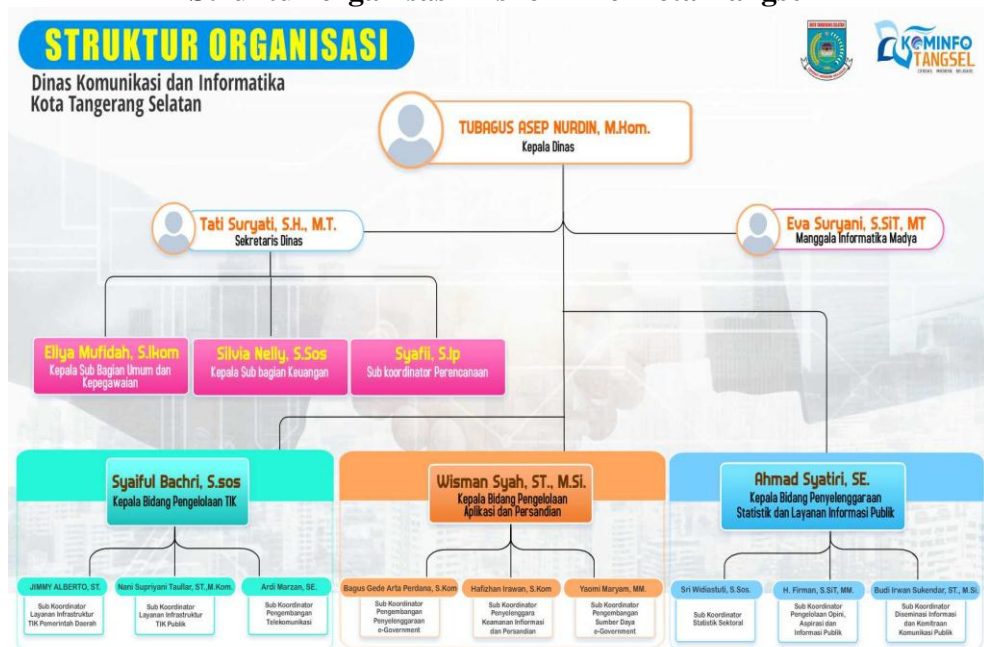 STRUKTUR ORGANISASI
Dinas Komunikasi dan Informatika
Kota Tangerang Selatan
KOMINFO
TANGSEL
TUBAGUS ASEP NURDIN, M.Kom.
Kepala Dinas
Tati Suryati, S.H., M.T.
Sekretaris Dinas
Eva Suryani, S.SiT, MT
Manggala Informatika Madya
Ellya Mufidah, S.Ikom
Kepala Sub Bagian Umum dan
Kepegawaian
Silvia Nelly, S.Sos
Kepala Sub bagian Keuangan
Syafii, S.Ip
Sub koordinator Perencanaan
Syaiful Bachri, S.sos
Kepala Bidang Pengelolaan TIK
Wisman Syah, ST., M.Si.
Kepala Bidang Pengelolaan
Aplikasi dan Persandian
Ahmad Syatiri, SE.
Kepala Bidang Penyelenggaraan
Statistik dan Layanan Informasi Publik
JIMMY ALBERTO, ST.
Sub Koordinator
Layanan Infrastruktur
TIK Pemerintah Daerah
Nani Supriyani Taullar, ST.,M.Kom.
Sub Koordinator
Layanan Infrastruktur
TIK Publik
Ardi Marzan, SE.
Sub Koordinator
Pengembangan
Telekomunikasi
Bagus Gede Arta Perdana, S.Kom
Sub Koordinator
Pengembangan
Penyelenggaraan
e-Government
Hafizhan Irawan, S.Kom
Sub Koordinator
Penyelenggara
Keamanan Informasi
dan Persandian
Yaomi Maryam, MM.
Sub Koordinator
Pengembangan
Sumber Daya
e-Government
Sri Widiastuti, S.Sos.
Sub Koordinator
Statistik Sektoral
H. Firman, S.SiT, MM.
Sub Koordinator
Pengelolaan Opini,
Aspirasi dan
Informasi Publik
Budi Irwan Sukendar, ST., M.Si.
Sub Koordinator
Diseminasi Informasi
dan Kemitraan
Komunikasi Publik